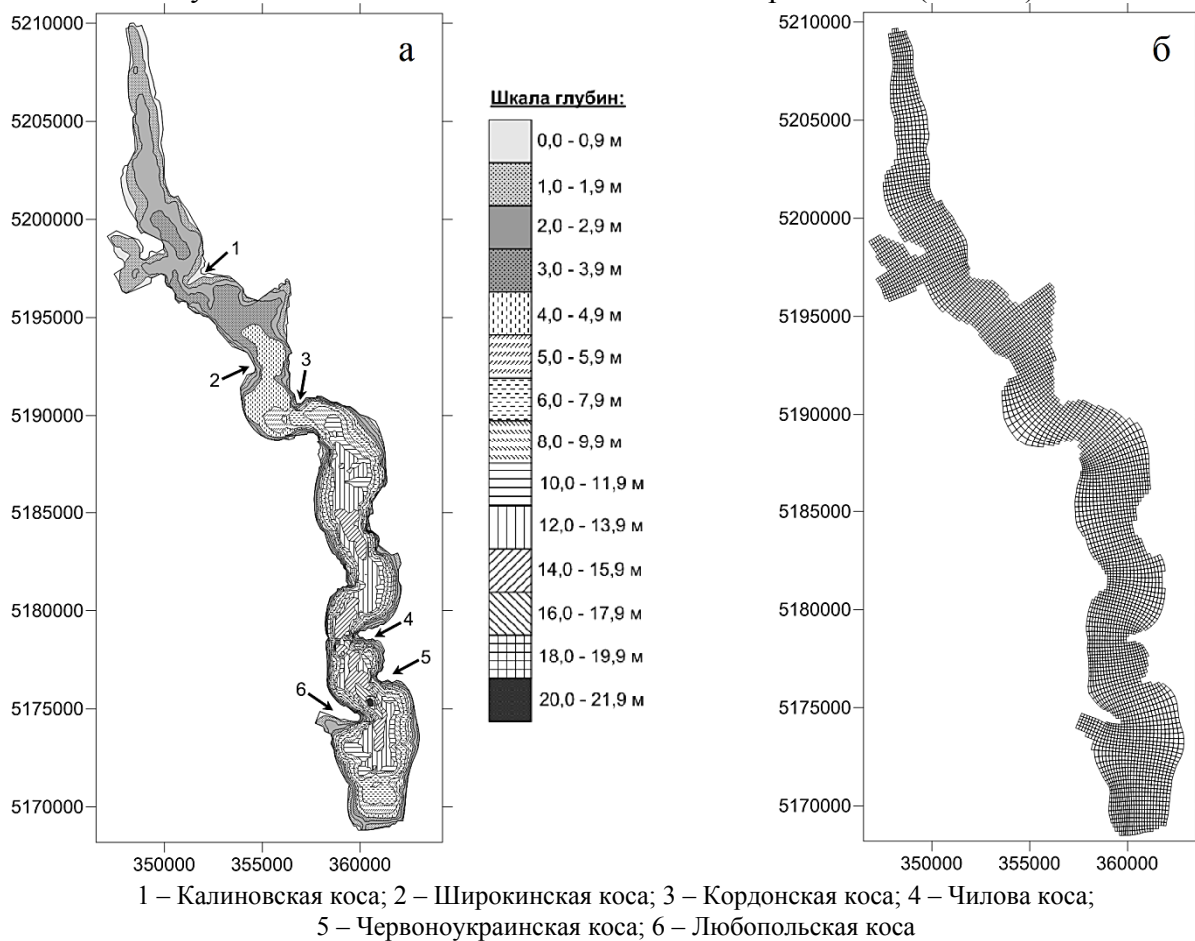 а
5210000
5205000
5200000
5195000
5190000
5185000
5180000
5175000
5170000
350000 355000 360000
1
2
3
4
5
6
Шкала глубин:
0,0 - 0,9 м
1,0 - 1,9 м
2,0 - 2,9 м
3,0 - 3,9 м
4,0 - 4,9 м
5,0 - 5,9 м
6,0 - 7,9 м
8,0 - 9,9 м
10,0 - 11,9 м
12,0 - 13,9 м
14,0 - 15,9 м
16,0 - 17,9 м
18,0 - 19,9 м
20,0 - 21,9 м
б
5210000
5205000
5200000
5195000
5190000
5185000
5180000
5175000
5170000
350000 355000 360000
1 – Калиновская коса; 2 – Широкинская коса; 3 – Кордонская коса; 4 – Чилова коса;
5 – Червоноукраинская коса; 6 – Любопольская коса